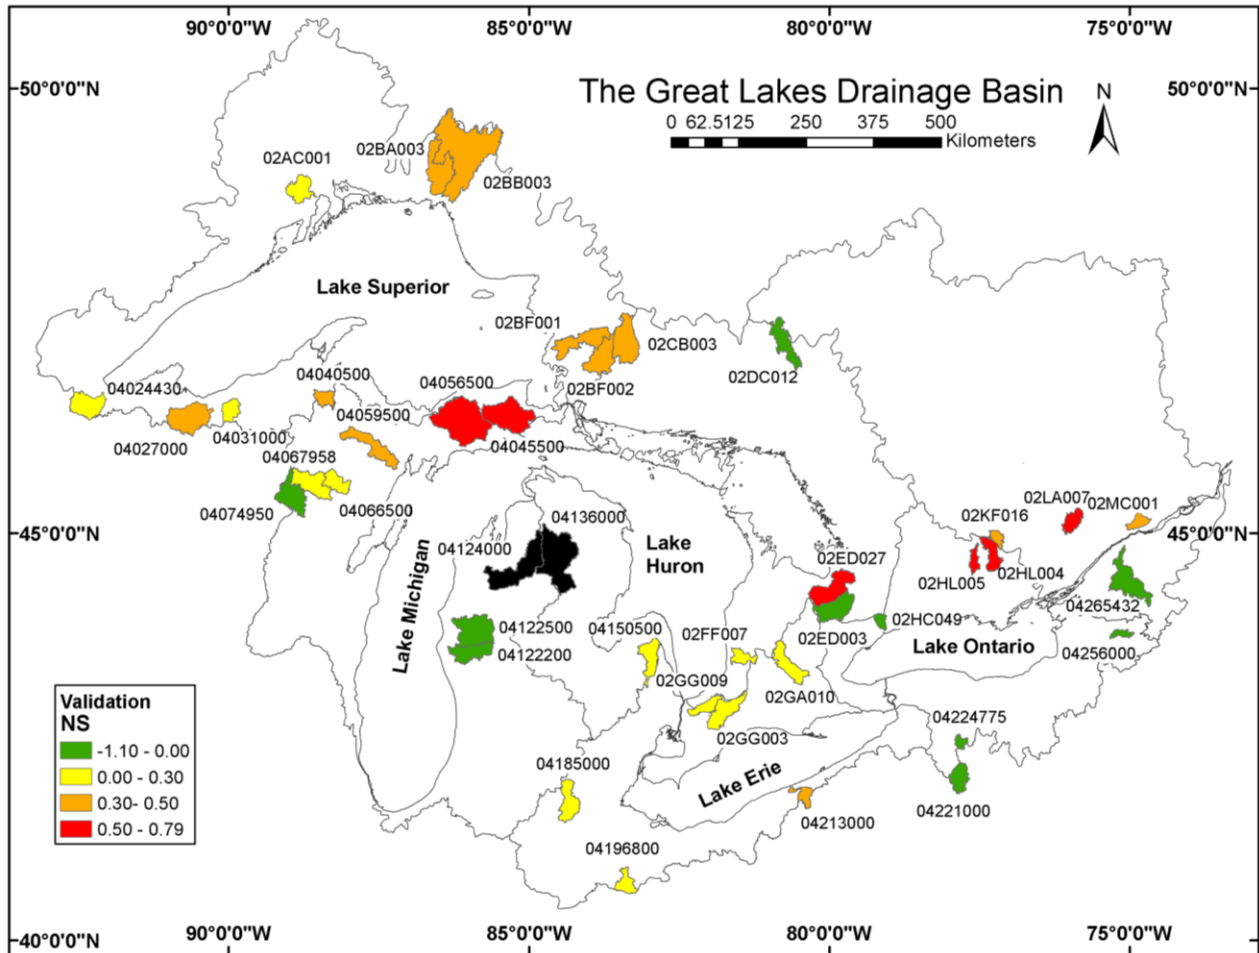 90°0'0"W
85°0'0"W
80°0'0"W
75°0'0"W
50°0'0"N
50°0'0"N
The Great Lakes Drainage Basin
N
0 62.5125 250 375 500
Kilometers
02BA003
02AC001
02BB003
Lake Superior
02BF001
02CB003
02DC012
02BF002
04024430
04040500
04056500
04059500
04027000
04031000
04045500
04067958
04074950
04066500
02LA007
02MC001
02KF016
45°0'0"N
45°0'0"N
04136000
04124000
Lake
Huron
Lake Michigan
02ED027
02HL005
02HL004
04265432
02HC049
04122500
04150500
02FF007
02ED003
04122200
Lake Ontario
04256000
02GG009
02GA010
Validation
NS
-1.10 - 0.00
0.00 - 0.30
0.30- 0.50
0.50 - 0.79
02GG003
04224775
04185000
Lake Erie
04213000
04221000
04196800
40°0'0"N
40°0'0"N
90°0'0"W
85°0'0"W
80°0'0"W
75°0'0"W